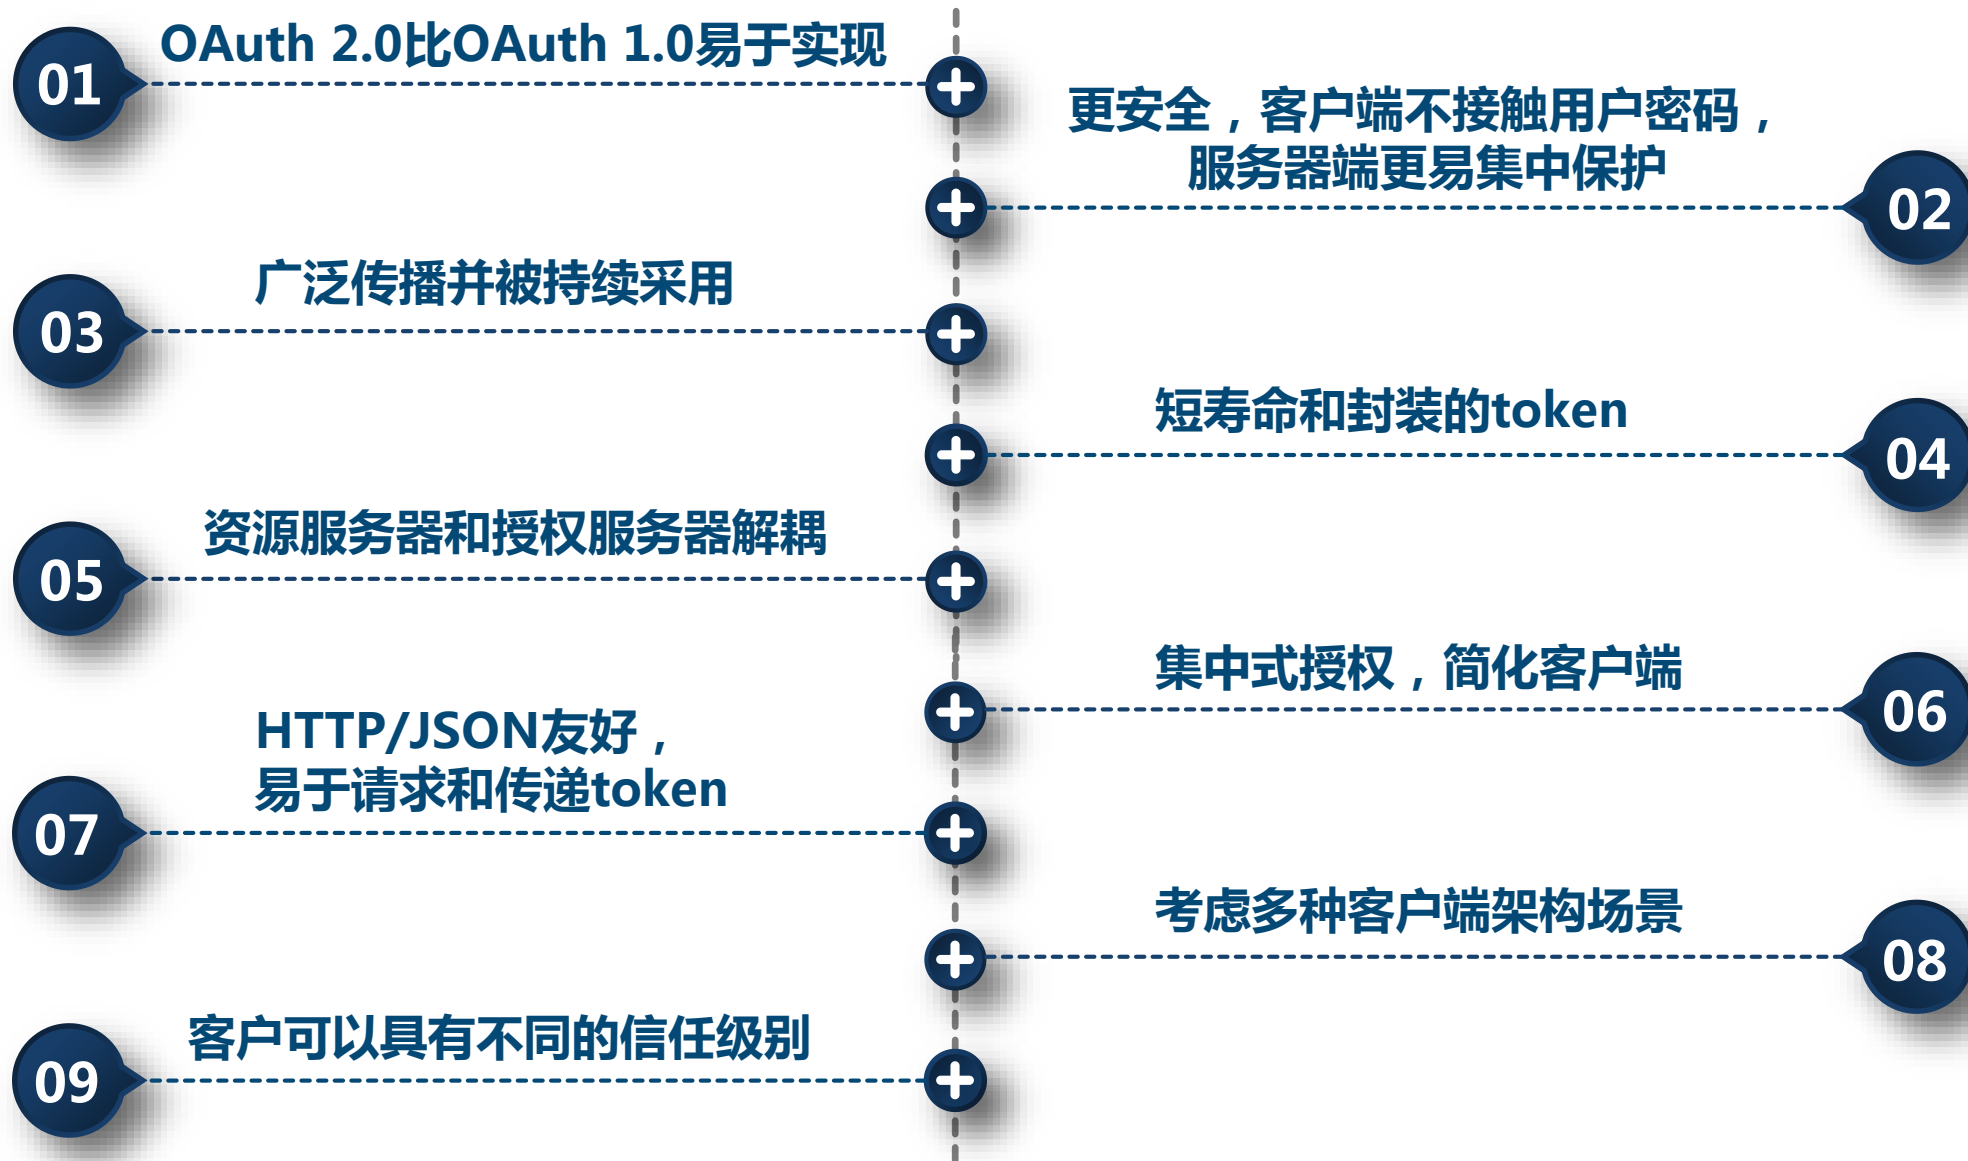 01
OAuth 2.0比OAuth 1.0易于实现
更安全，客户端不接触用户密码，
服务器端更易集中保护
02
03
广泛传播并被持续采用
短寿命和封装的token
04
05
资源服务器和授权服务器解耦
集中式授权，简化客户端
06
07
HTTP/JSON友好，
易于请求和传递token
考虑多种客户端架构场景
08
09
客户可以具有不同的信任级别